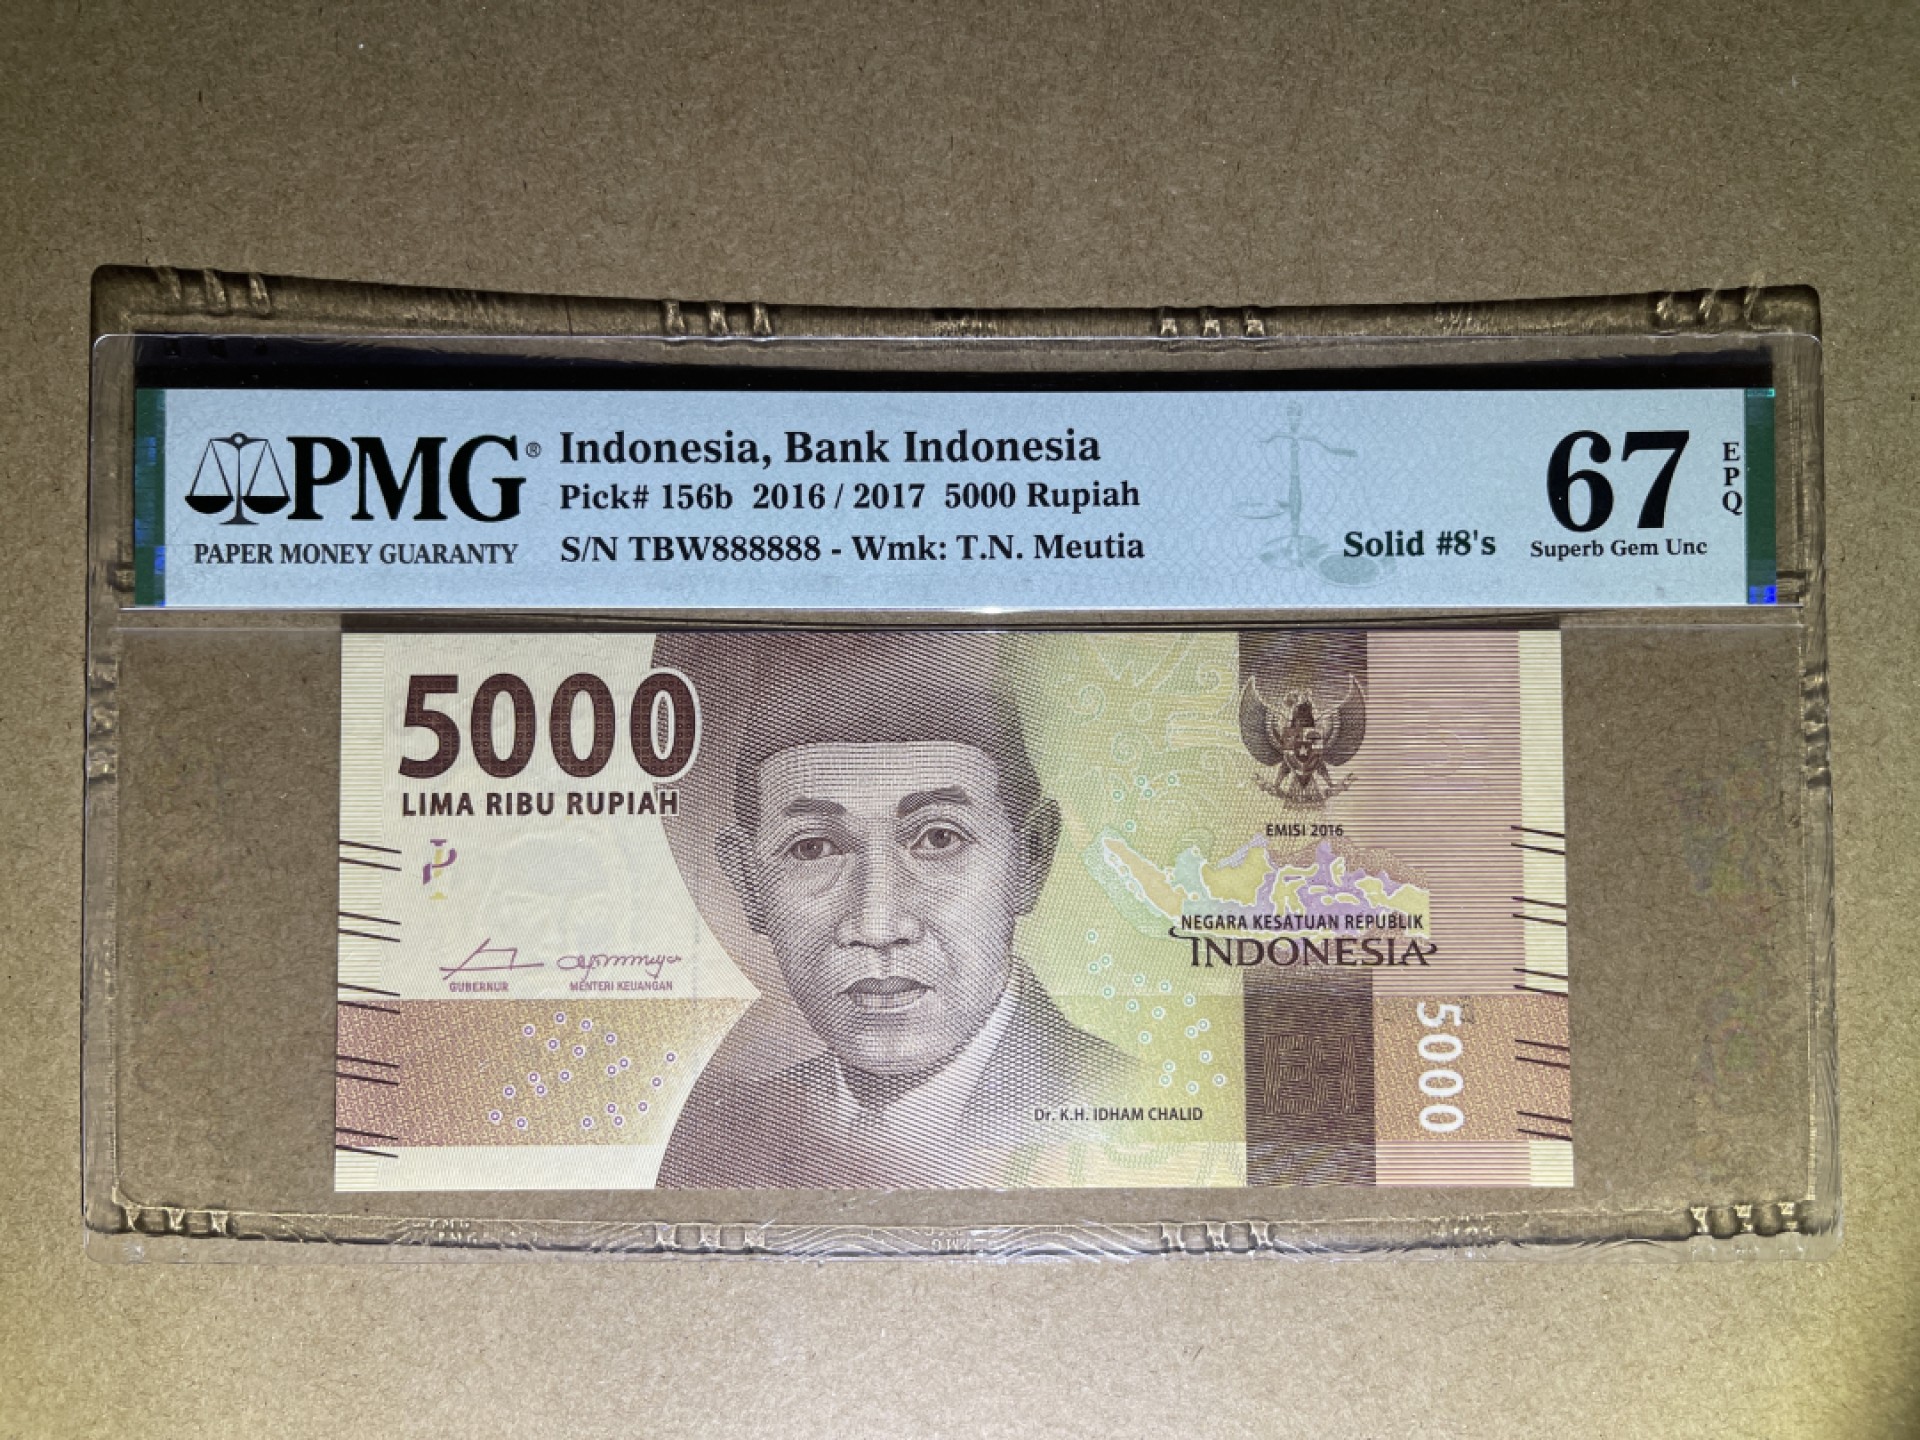 PMG®
PAPER MONEY GUARANTY
Indonesia, Bank Indonesia
Pick# 156b 2016 / 2017 5000 Rupiah
S/N TBW888888 - Wmk: T.N. Meutia
Solid #8's
67
EPQ
Superb Gem Unc
5000
LIMA RIBU RUPIAH
GUBERNUR
MENTERI KEUANGAN
EMISI 2016
NEGARA KESATUAN REPUBLIK
INDONESIA
Dr. K.H. IDHAM CHALID
5000
PMG